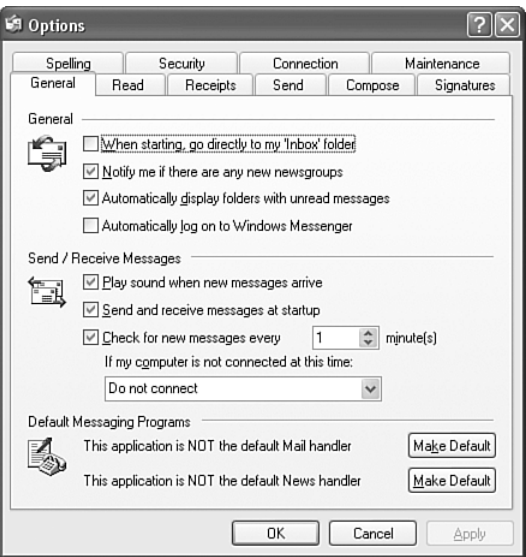 Options
Spelling Security Connection Maintenance
General Read Receipts Send Compose Signatures
General
When starting, go directly to my 'Inbox' folder
Notify me if there are any new newsgroups
Automatically display folders with unread messages
Automatically log on to Windows Messenger
Send / Receive Messages
Play sound when new messages arrive
Send and receive messages at startup
Check for new messages every 1 minute(s)
If my computer is not connected at this time:
Do not connect
Default Messaging Programs
This application is NOT the default Mail handler Make Default
This application is NOT the default News handler Make Default
OK Cancel Apply